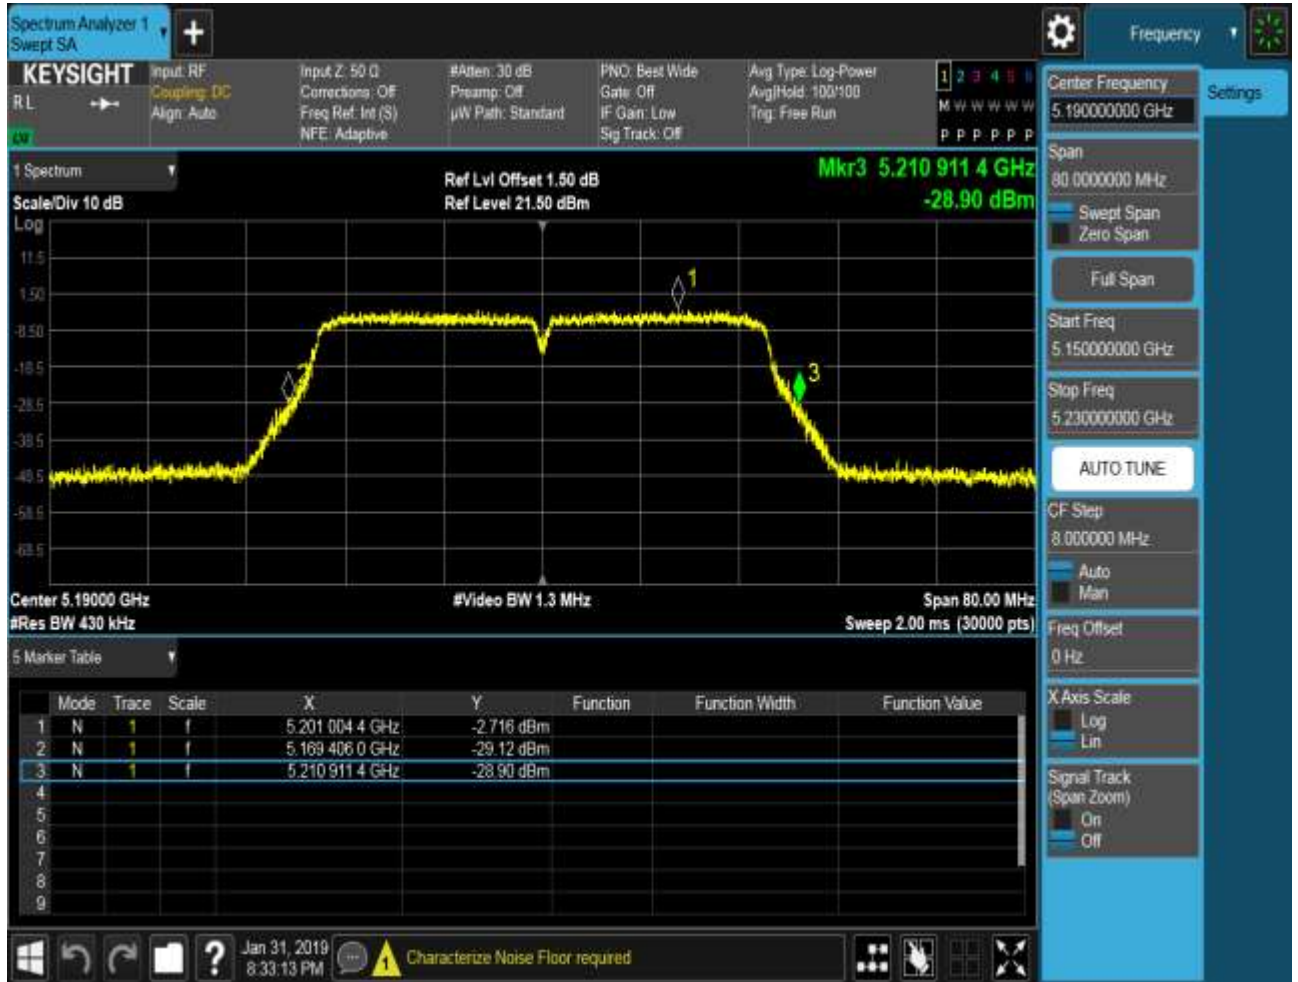 Spectrum Analyzer 1
Swept SA
+
Frequency
KEYSIGHT
RL
Input: RF
Coupling: DC
Align: Auto
Input Z: 50 Ω
Corrections: Off
Freq Ref: Int (S)
NFE: Adaptive
#Atten: 30 dB
Preamp: Off
µW Path: Standard
PNO: Best Wide
Gate: Off
IF Gain: Low
Sig Track: Off
Avg Type: Log-Power
Avg|Hold: 100/100
Trig: Free Run
1 2 3 4 5 6
M W W W W W
P P P P P P
1 Spectrum
Scale/Div 10 dB
Ref Lvl Offset 1.50 dB
Ref Level 21.50 dBm
Mkr3 5.210 911 4 GHz
-28.90 dBm
Log
11.5
1.50
-8.50
-18.5
-28.5
-38.5
-48.5
-58.5
-68.5
1
2
3
Center 5.19000 GHz
#Video BW 1.3 MHz
Span 80.00 MHz
#Res BW 430 kHz
Sweep 2.00 ms (30000 pts)
5 Marker Table
Mode Trace Scale X Y Function Function Width Function Value
1 N 1 f 5.201 004 4 GHz -2.716 dBm
2 N 1 f 5.169 406 0 GHz -29.12 dBm
3 N 1 f 5.210 911 4 GHz -28.90 dBm
4
5
6
7
8
9
Jan 31, 2019
8:33:13 PM
?
1
Characterize Noise Floor required
Settings
Center Frequency
5.190000000 GHz
Span
80.0000000 MHz
Swept Span
Zero Span
Full Span
Start Freq
5.150000000 GHz
Stop Freq
5.230000000 GHz
AUTO TUNE
CF Step
8.000000 MHz
Auto
Man
Freq Offset
0 Hz
X Axis Scale
Log
Lin
Signal Track
(Span Zoom)
On
Off